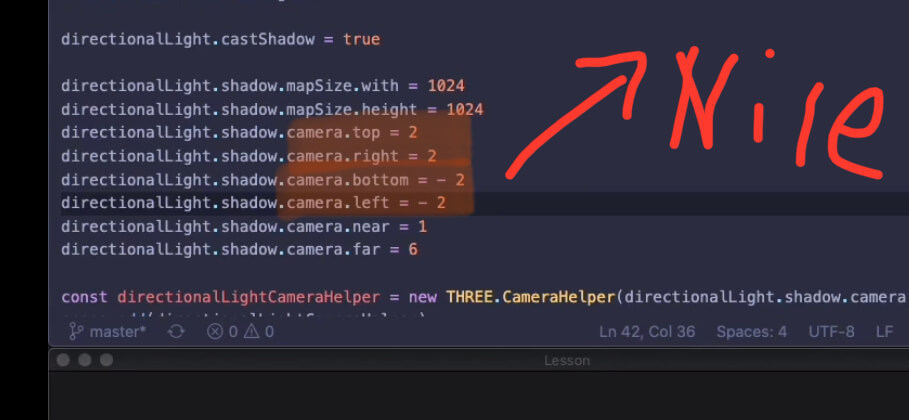 directionalLight.castShadow = true
directionalLight.shadow.mapSize.with = 1024
directionalLight.shadow.mapSize.height = 1024
directionalLight.shadow.camera.top = 2
directionalLight.shadow.camera.right = 2
directionalLight.shadow.camera.bottom = - 2
directionalLight.shadow.camera.left = - 2
directionalLight.shadow.camera.near = 1
directionalLight.shadow.camera.far = 6
Nile
const directionalLightCameraHelper = new THREE.CameraHelper(directionalLight.shadow.camera
master* 0 0 Ln 42, Col 36 Spaces: 4 UTF-8 LF
Lesson